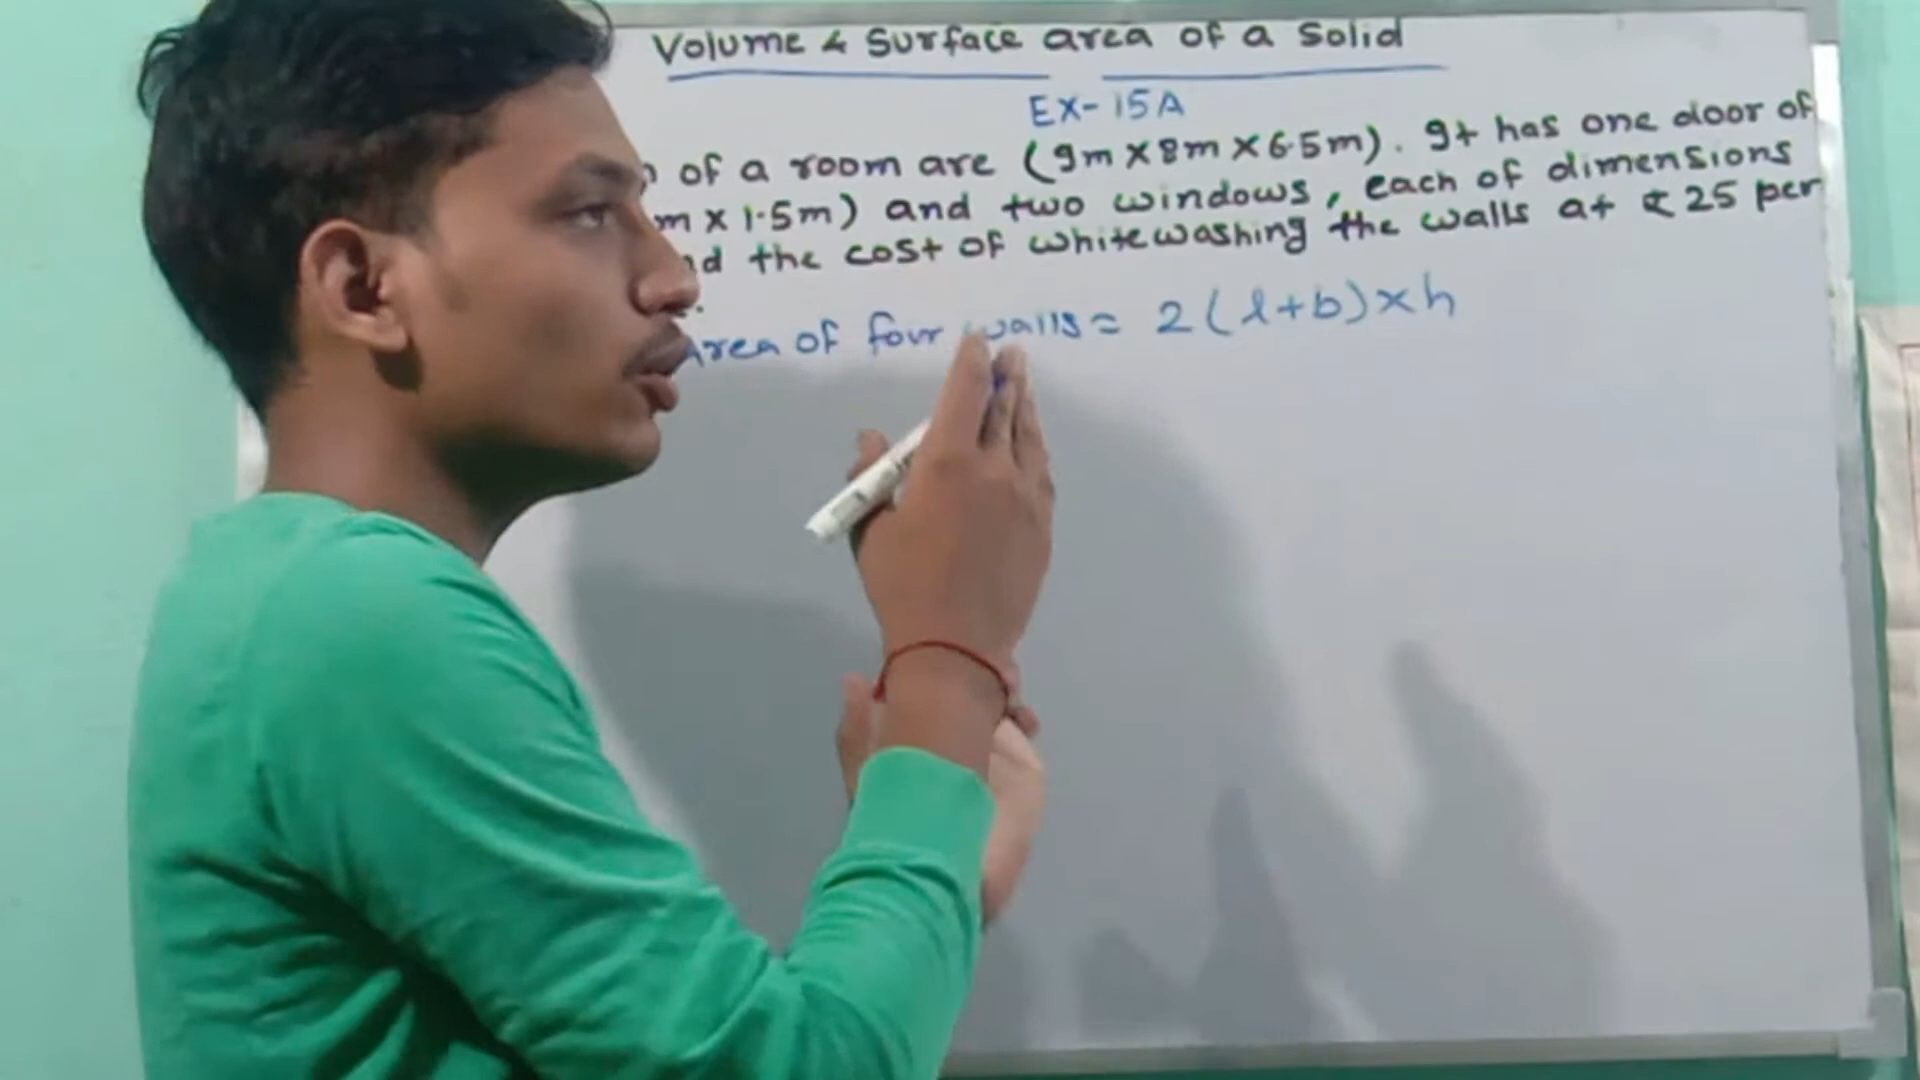 Volume & Surface area of a Solid
EX-15A
of a room are (9m X 8m X 6.5m). It has one door of
m x 1.5m) and two windows, each of dimensions
the cost of whitewashing the walls at ₹ 25 per
Area of four walls = 2(l+b)xh